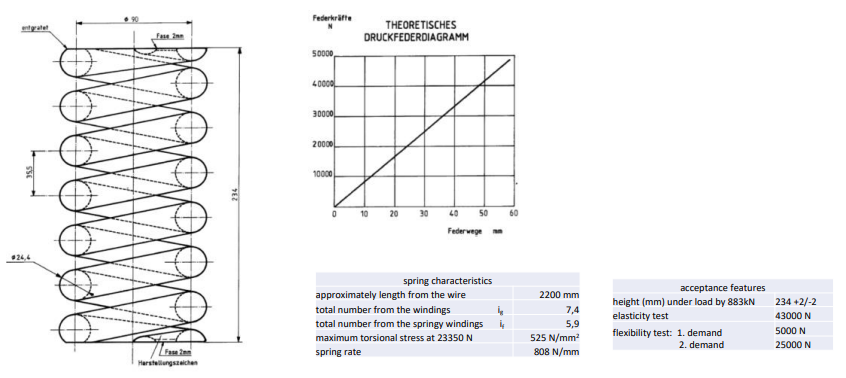 ⌀ 90
entgratet
Fase 2mm
35,5
234
⌀24,4
Fase 2mm
Herstellungszeichen
Federkräfte
N
THEORETISCHES
DRUCKFEDERDIAGRAMM
50000
40000
30000
20000
10000
0 10 20 30 40 50 60
Federwege mm
spring characteristics
approximately length from the wire 2200 mm
total number from the windings ig 7,4
total number from the springy windings if 5,9
maximum torsional stress at 23350 N 525 N/mm²
spring rate 808 N/mm
acceptance features
height (mm) under load by 883kN 234 +2/-2
elasticity test 43000 N
flexibility test: 1. demand 5000 N
2. demand 25000 N